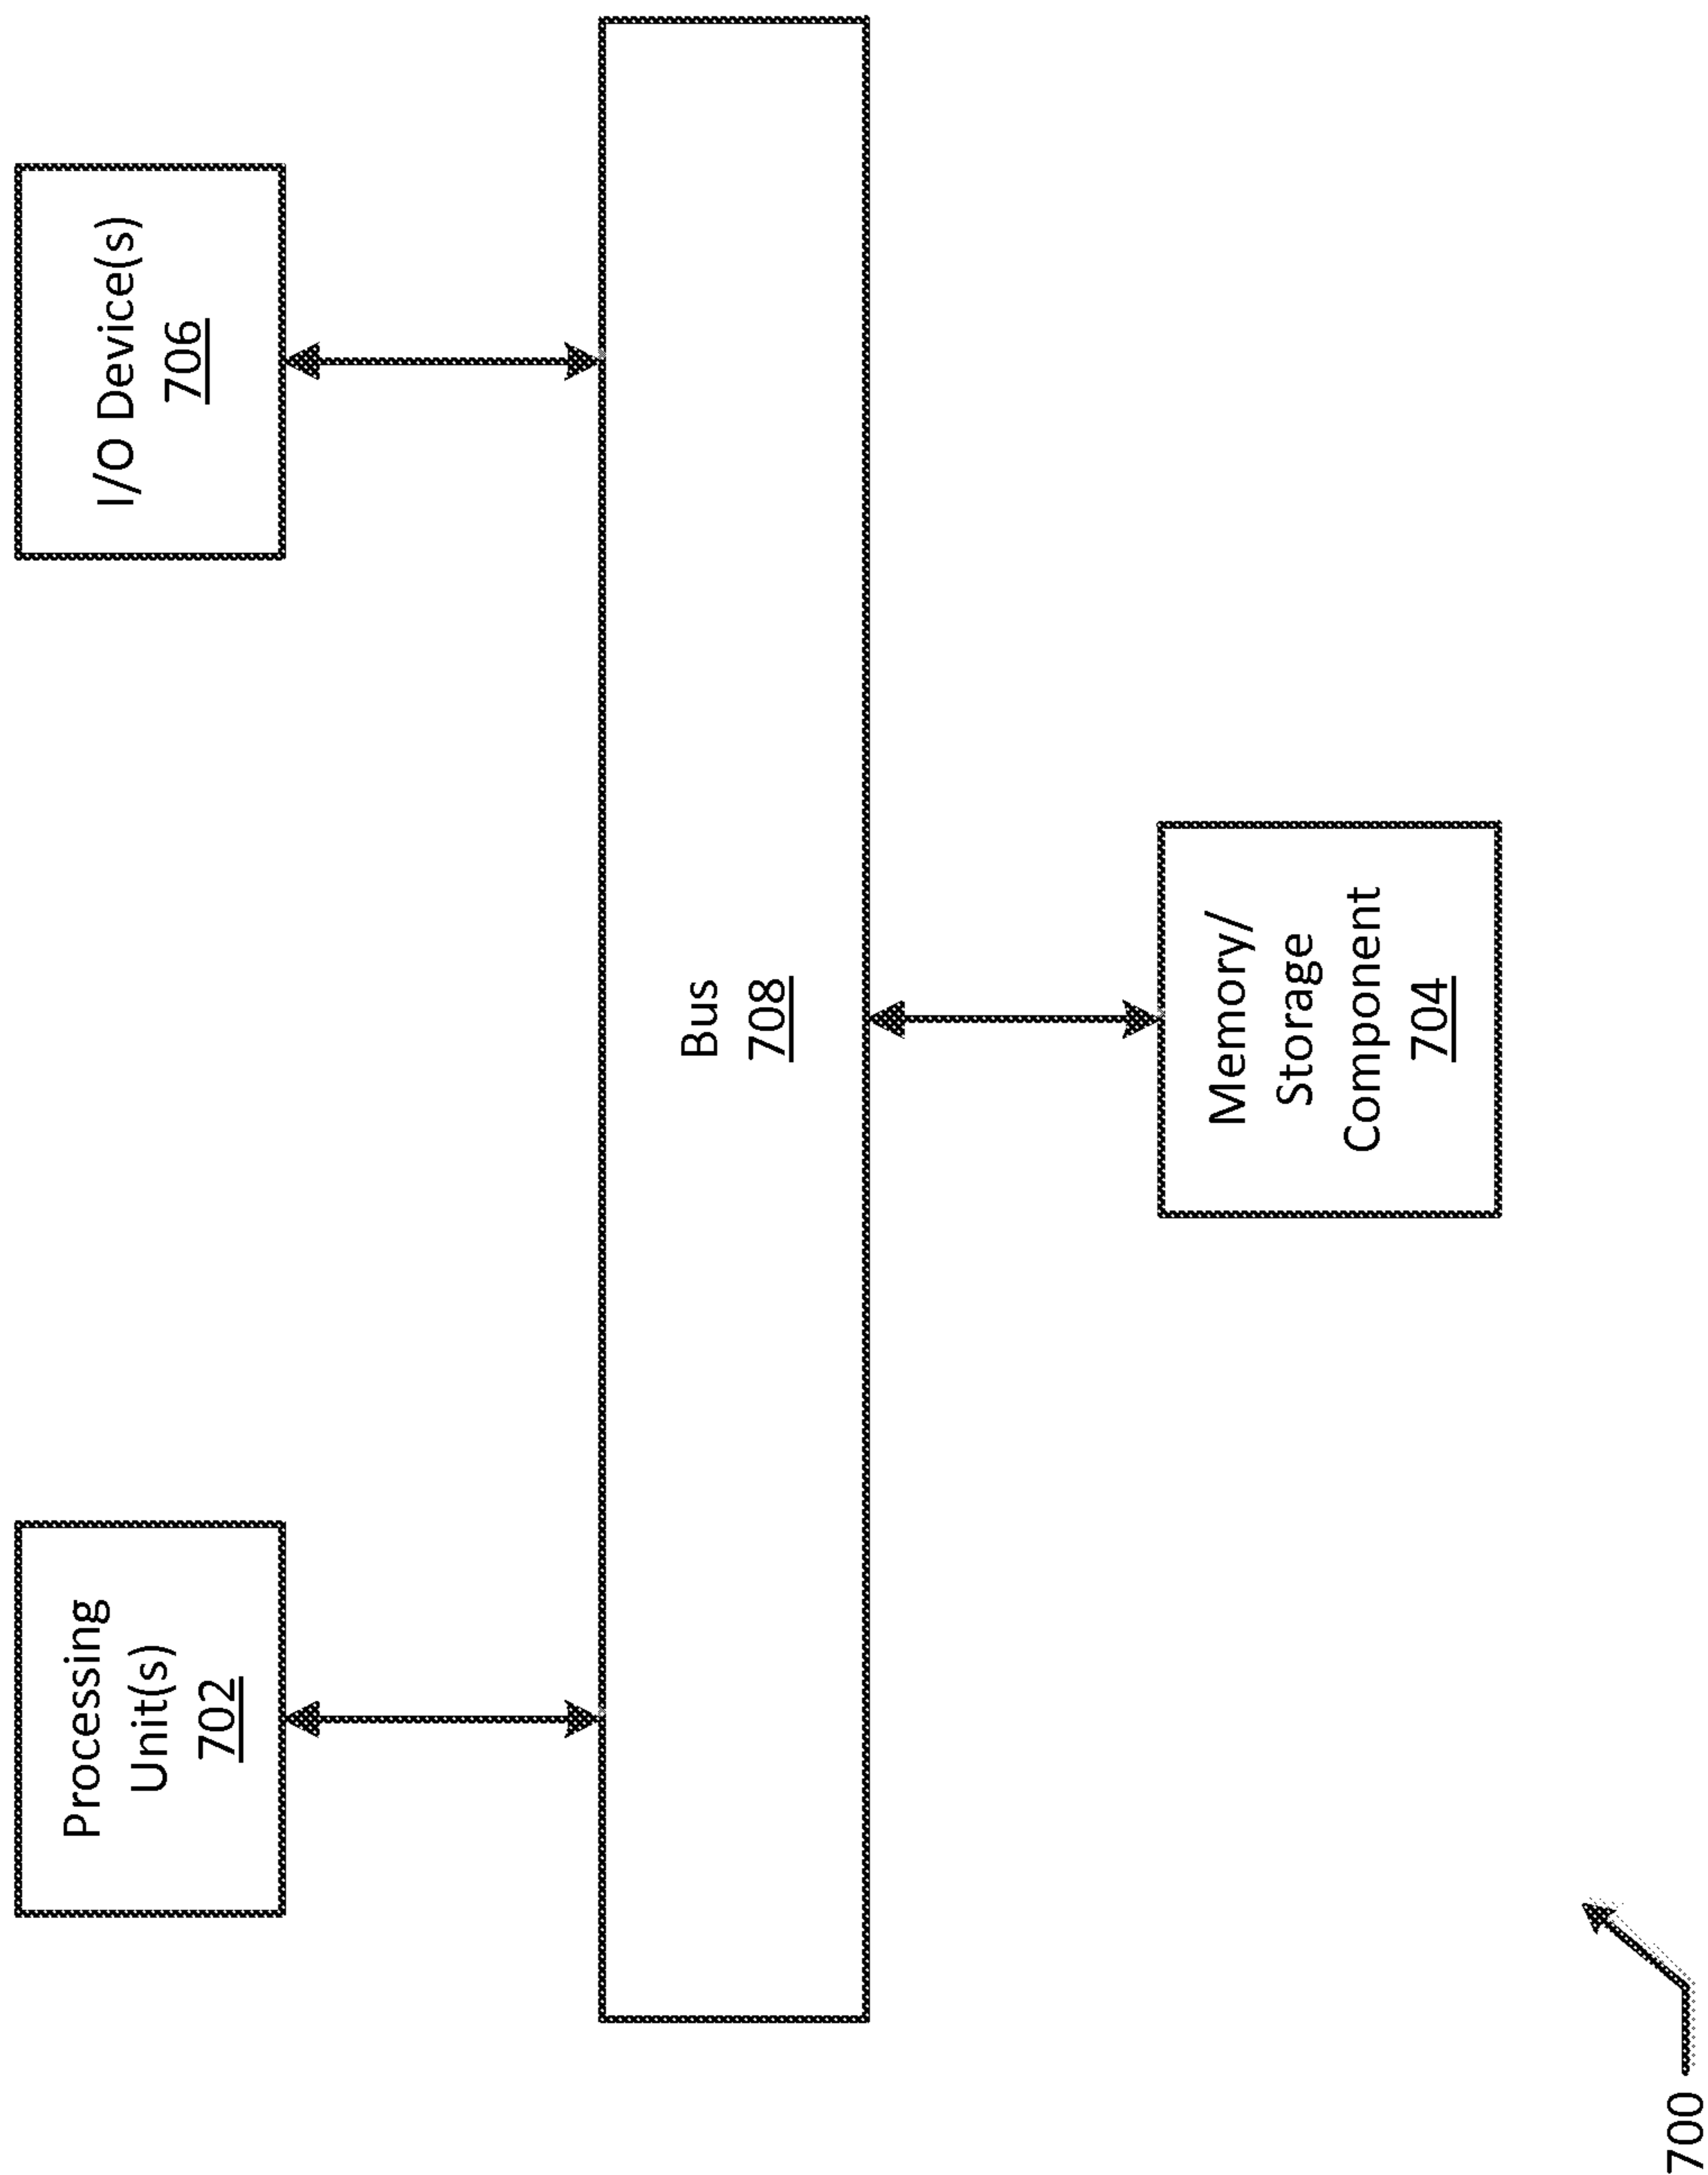 Processing
Unit(s)
702
I/O Device(s)
706
Bus
708
Memory/
Storage
Component
704
700